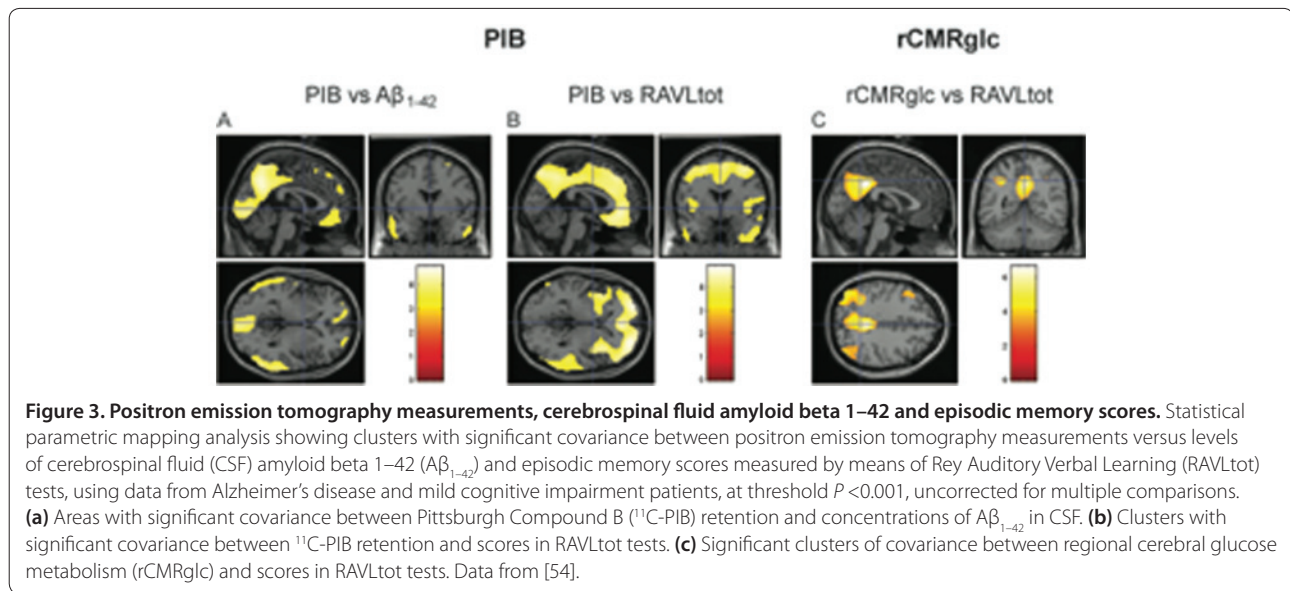 PIB
rCMRglc
PIB vs Aβ₁₋₄₂
PIB vs RAVLtot
rCMRglc vs RAVLtot
A
B
C
Figure 3. Positron emission tomography measurements, cerebrospinal fluid amyloid beta 1–42 and episodic memory scores. Statistical
parametric mapping analysis showing clusters with significant covariance between positron emission tomography measurements versus levels
of cerebrospinal fluid (CSF) amyloid beta 1–42 (Aβ₁₋₄₂) and episodic memory scores measured by means of Rey Auditory Verbal Learning (RAVLtot)
tests, using data from Alzheimer's disease and mild cognitive impairment patients, at threshold P <0.001, uncorrected for multiple comparisons.
(a) Areas with significant covariance between Pittsburgh Compound B (¹¹C-PIB) retention and concentrations of Aβ₁₋₄₂ in CSF. (b) Clusters with
significant covariance between ¹¹C-PIB retention and scores in RAVLtot tests. (c) Significant clusters of covariance between regional cerebral glucose
metabolism (rCMRglc) and scores in RAVLtot tests. Data from [54].